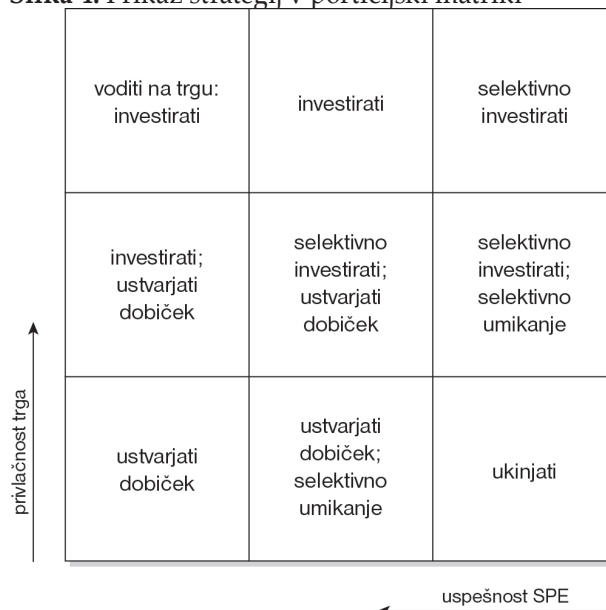 Slika 4. Prikaz strategij v portfeljski matriki
voditi na trgu:
investirati
investirati
selektivno
investirati
investirati;
ustvarjati
dobiček
selektivno
investirati;
ustvarjati
dobiček
selektivno
investirati;
selektivno
umikanje
ustvarjati
dobiček
ustvarjati
dobiček;
selektivno
umikanje
ukinjati
privlačnost trga
uspešnost SPE